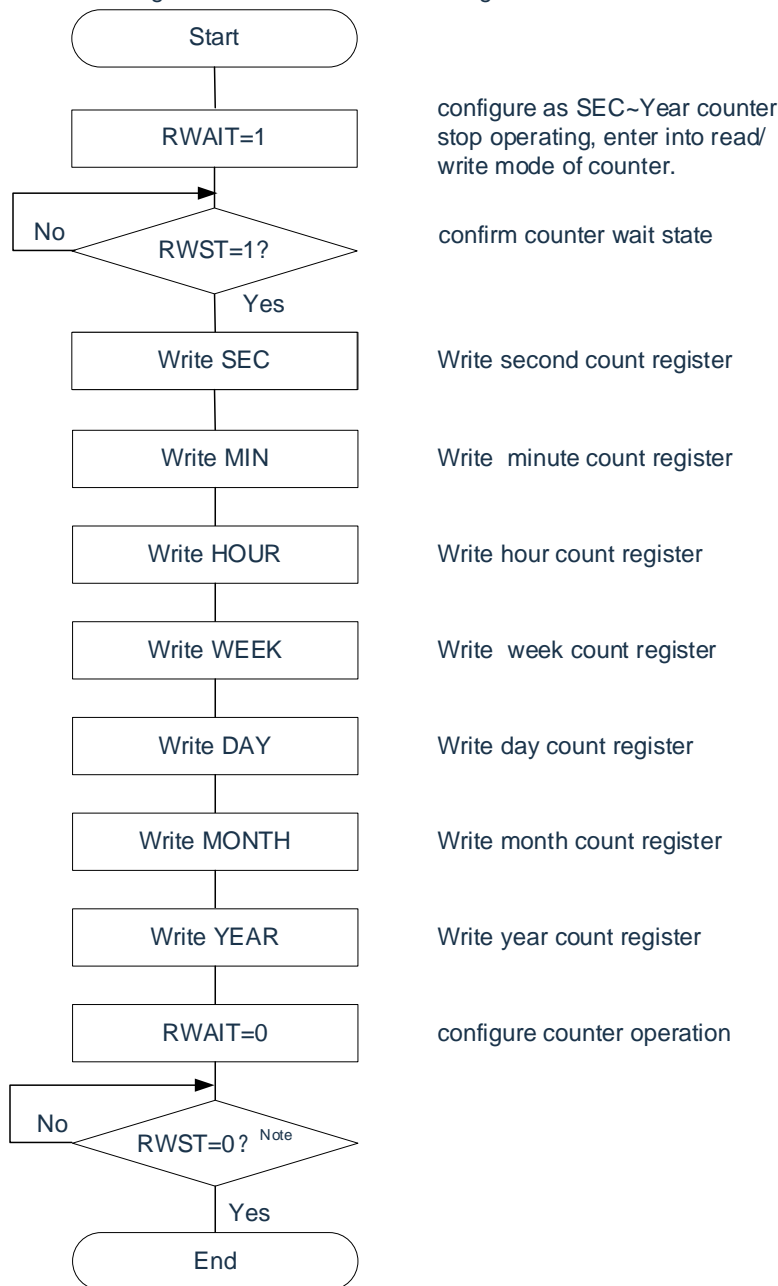 Start
RWAIT=1
configure as SEC~Year counter
stop operating, enter into read/
write mode of counter.
No
RWST=1?
confirm counter wait state
Yes
Write SEC
Write second count register
Write MIN
Write  minute count register
Write HOUR
Write hour count register
Write WEEK
Write  week count register
Write DAY
Write day count register
Write MONTH
Write month count register
Write YEAR
Write year count register
RWAIT=0
configure counter operation
No
RWST=0? Note
Yes
End